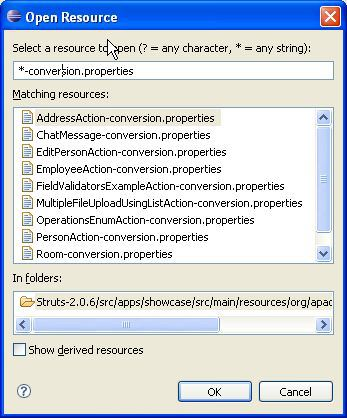 Open Resource
Select a resource to open (? = any character, * = any string):
*-conversion.properties
Matching resources:
AddressAction-conversion.properties
ChatMessage-conversion.properties
EditPersonAction-conversion.properties
EmployeeAction-conversion.properties
FieldValidatorsExampleAction-conversion.properties
MultipleFileUploadUsingListAction-conversion.properties
OperationsEnumAction-conversion.properties
PersonAction-conversion.properties
Room-conversion.properties
In folders:
Struts-2.0.6/src/apps/showcase/src/main/resources/org/apac
Show derived resources
?
OK
Cancel